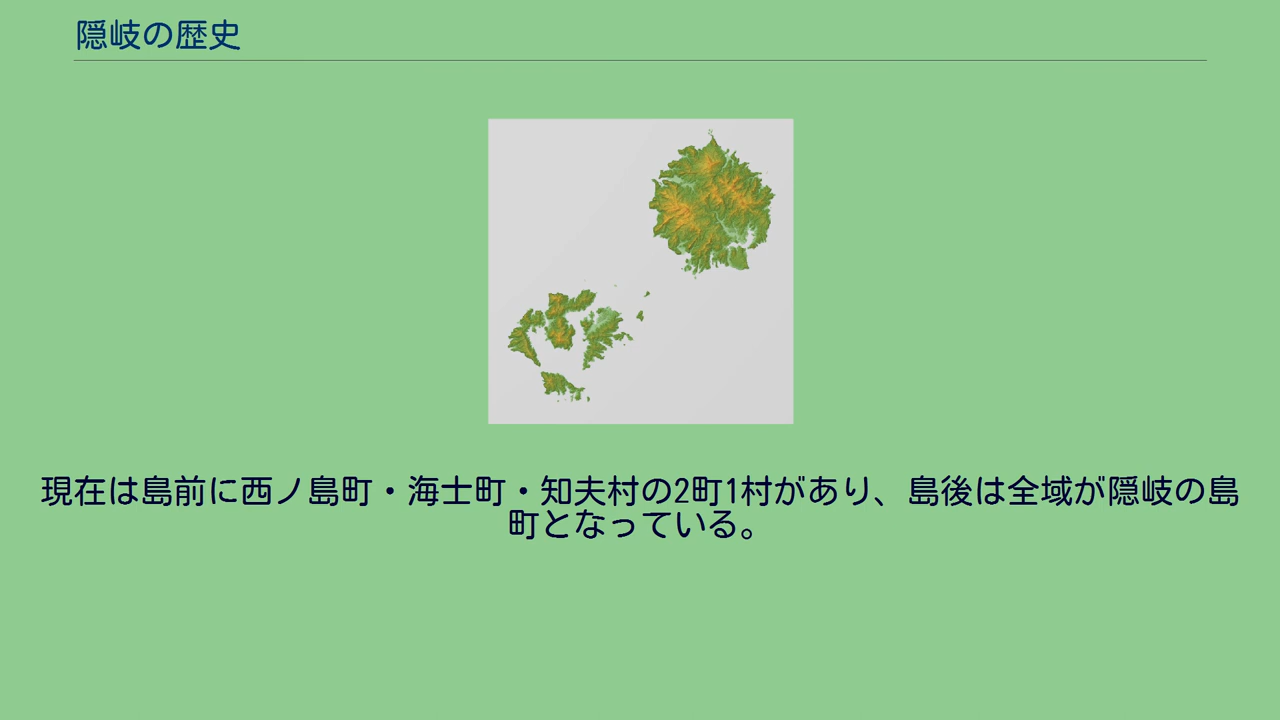 隠岐の歴史
現在は島前に西ノ島町・海士町・知夫村の2町1村があり、島後は全域が隠岐の島
町となっている。